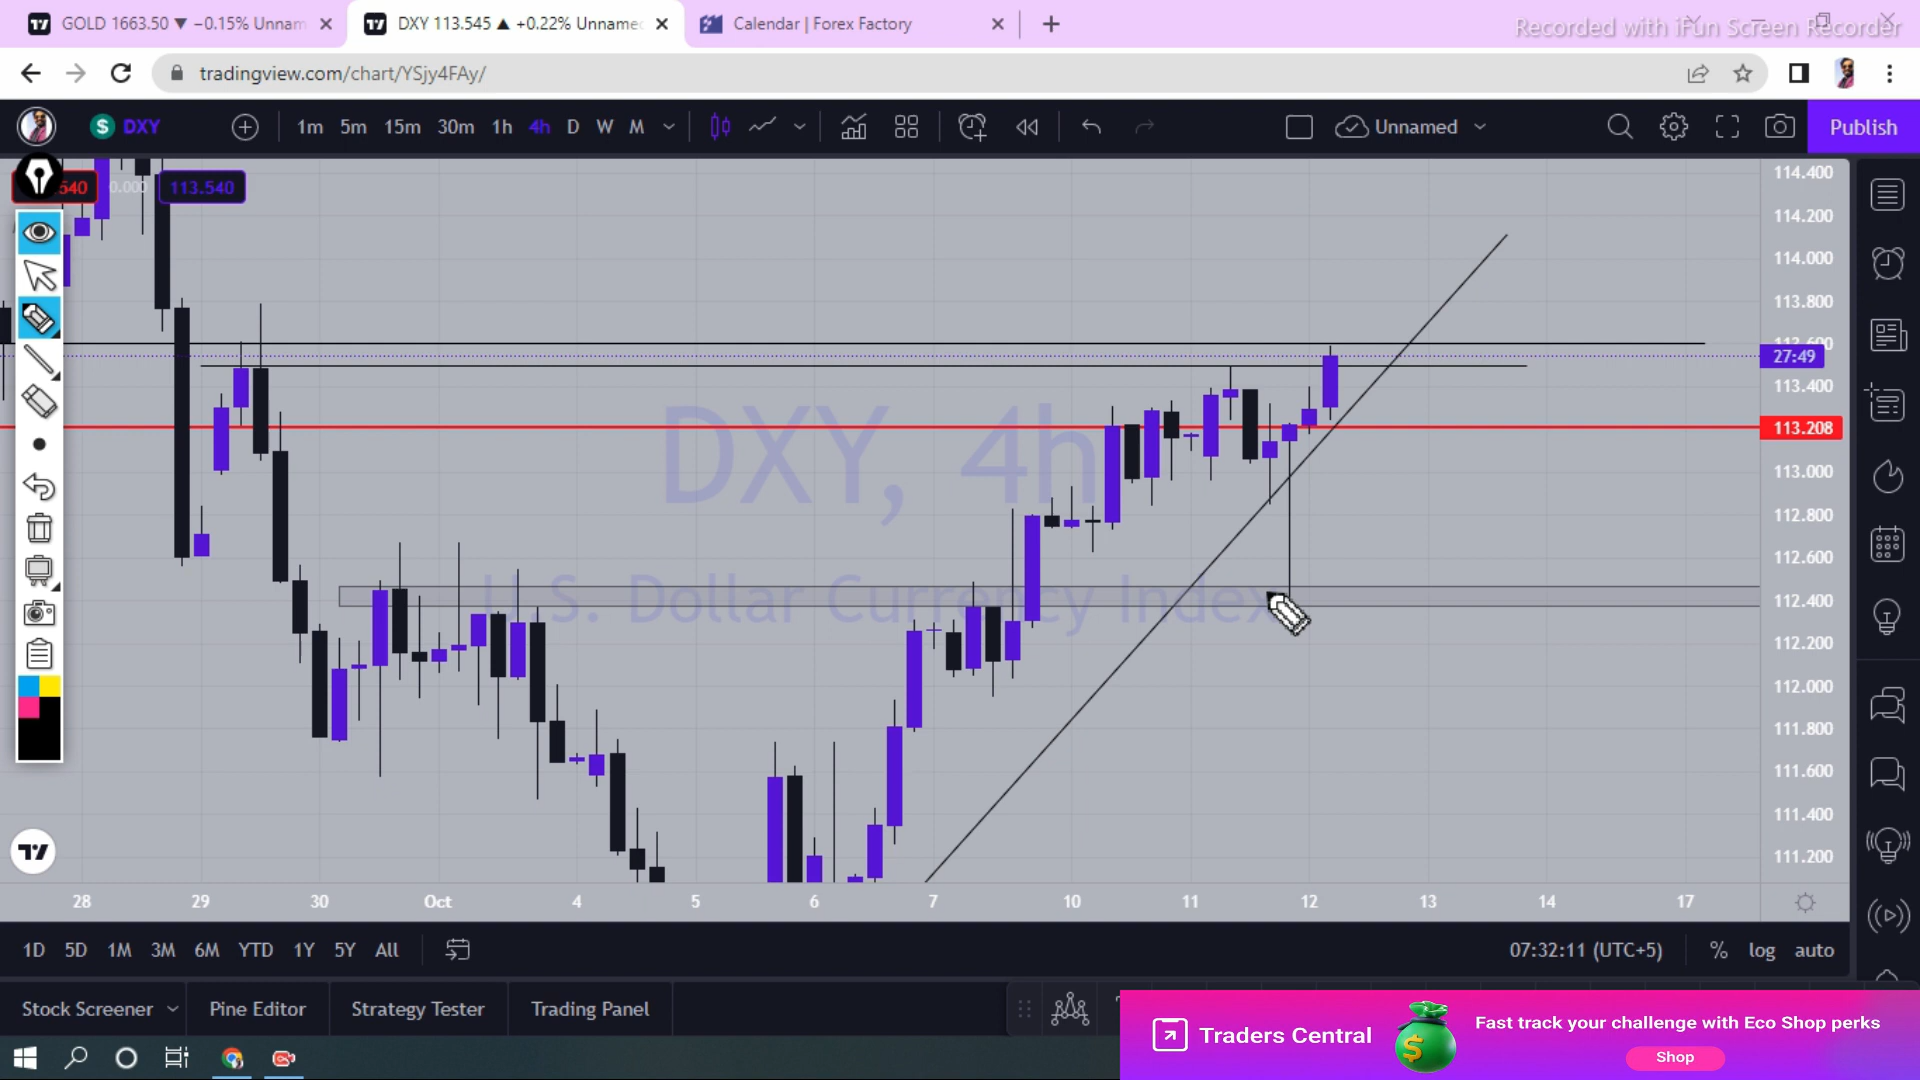 GOLD 1663.50 ▼ −0.15% Unnam
DXY 113.545 ▲ +0.22% Unname
Calendar | Forex Factory
Recorded with iFun Screen Recorder
tradingview.com/chart/YSjy4FAy/
DXY
1m 5m 15m 30m 1h 4h D W M
Unnamed
Publish
540 0.000 113.540
DXY, 4h
U.S. Dollar Currency Index
114.400
114.200
114.000
113.800
113.600
27:49
113.400
113.208
113.000
112.800
112.600
112.400
112.200
112.000
111.800
111.600
111.400
111.200
28 29 30 Oct 4 5 6 7 10 11 12 13 14 17
1D 5D 1M 3M 6M YTD 1Y 5Y All
07:32:11 (UTC+5) % log auto
Stock Screener Pine Editor Strategy Tester Trading Panel
Traders Central
Fast track your challenge with Eco Shop perks
Shop